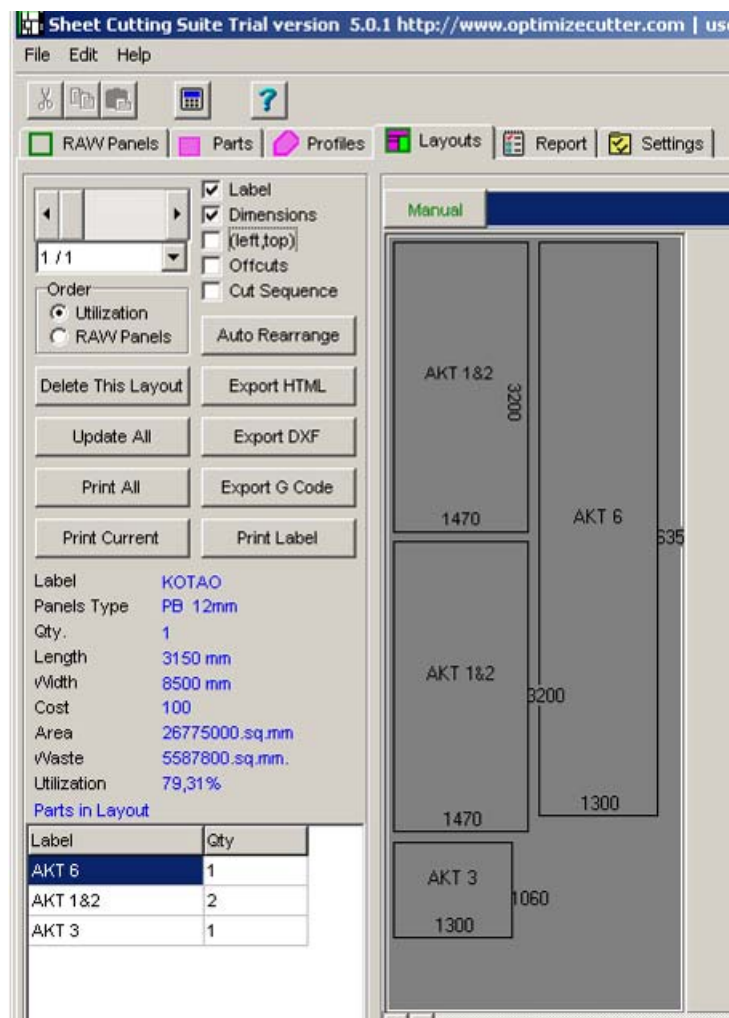 Sheet Cutting Suite Trial version 5.0.1 http://www.optimizecutter.com | use
File Edit Help
RAW Panels Parts Profiles Layouts Report Settings
Label
Dimensions
(left,top)
Offcuts
Cut Sequence
1 / 1
Order
Utilization
RAW Panels
Auto Rearrange
Delete This Layout
Export HTML
Update All
Export DXF
Print All
Export G Code
Print Current
Print Label
Label KOTAO
Panels Type PB 12mm
Qty. 1
Length 3150 mm
Width 8500 mm
Cost 100
Area 26775000.sq.mm
Waste 5587800.sq.mm.
Utilization 79,31%
Parts in Layout
Label Qty
AKT 6 1
AKT 1&2 2
AKT 3 1
Manual
AKT 1&2
3200
1470
AKT 6
635
1300
AKT 1&2
3200
1470
AKT 3
1060
1300